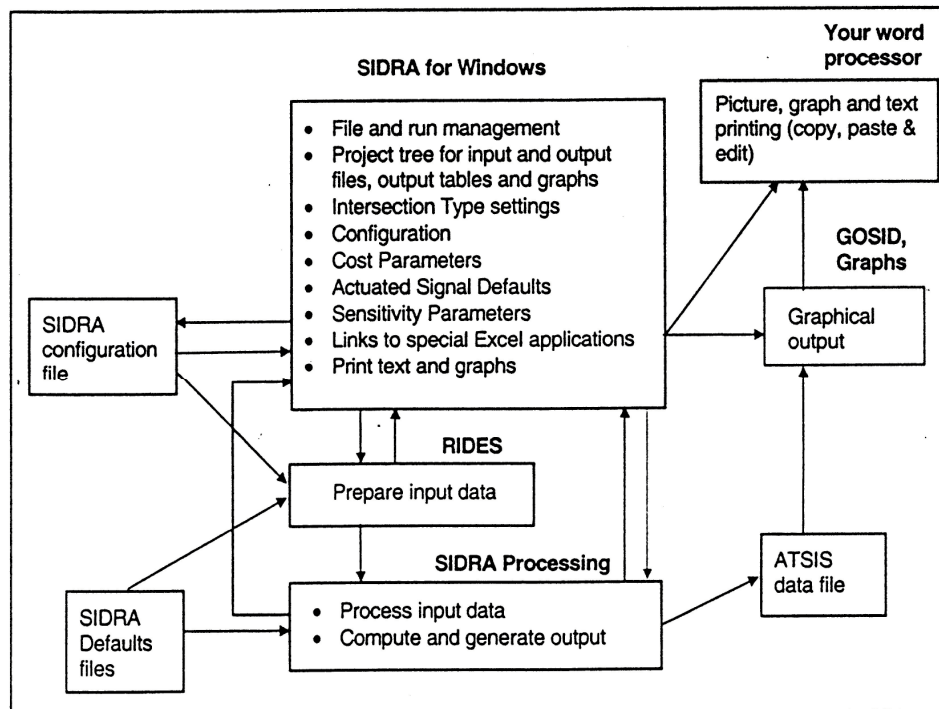 Your word
processor
SIDRA for Windows
Picture, graph and text
printing (copy, paste &
edit)
• File and run management
• Project tree for input and output
files, output tables and graphs
• Intersection Type settings
• Configuration
• Cost Parameters
• Actuated Signal Defaults
• Sensitivity Parameters
• Links to special Excel applications
• Print text and graphs
GOSID,
Graphs
Graphical
output
SIDRA
configuration
file
RIDES
Prepare input data
SIDRA Processing
• Process input data
• Compute and generate output
ATSIS
data file
SIDRA
Defaults
files